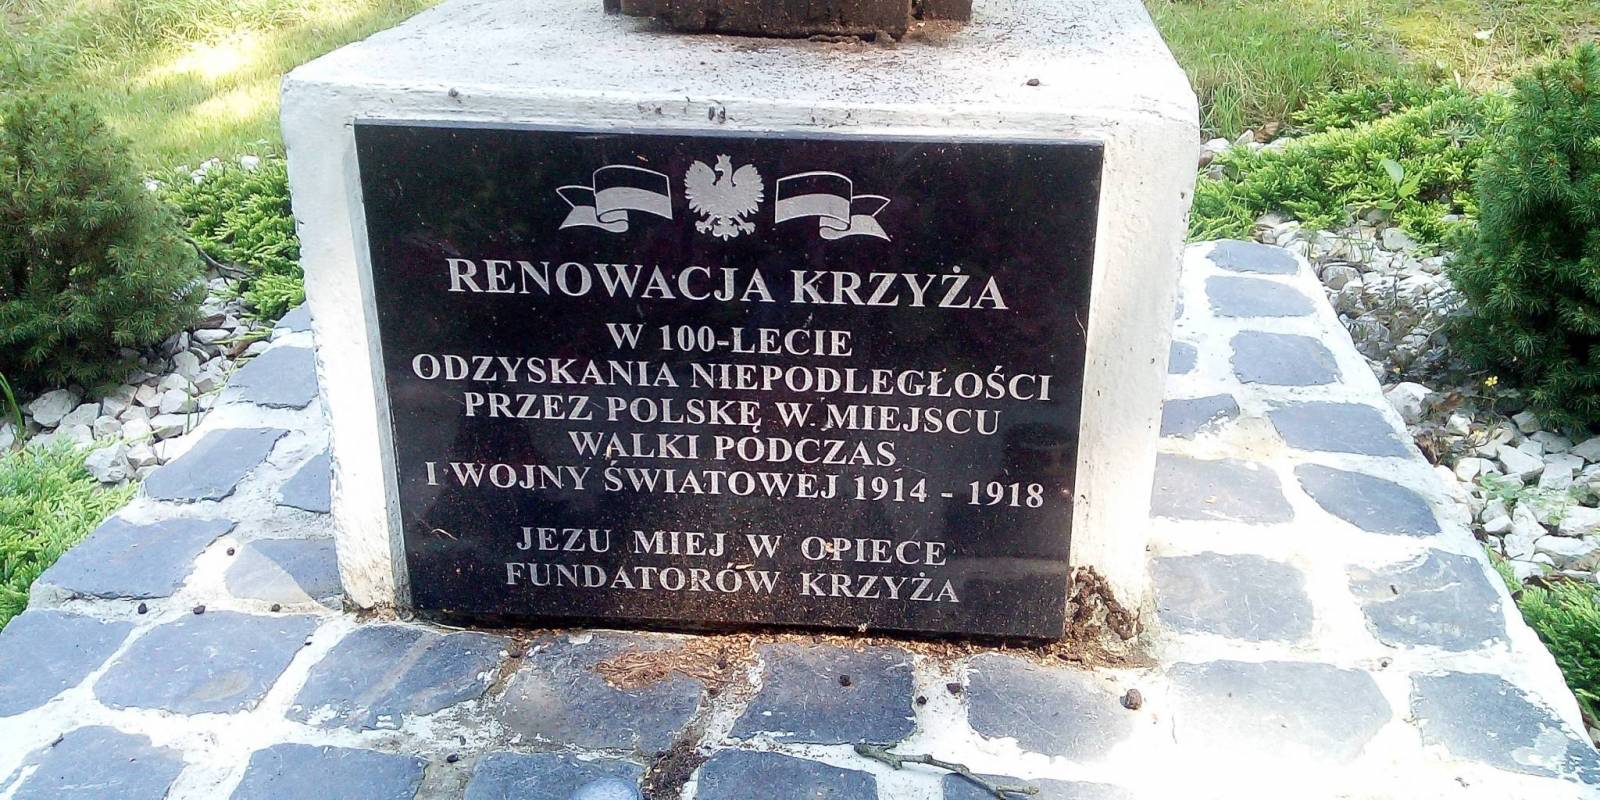 RENOWACJA KRZYŻA
W 100-LECIE
ODZYSKANIA NIEPODLEGŁOŚCI
PRZEZ POLSKĘ W MIEJSCU
WALKI PODCZAS
I WOJNY ŚWIATOWEJ 1914 - 1918
JEZU MIEJ W OPIECE
FUNDATORÓW KRZYŻA